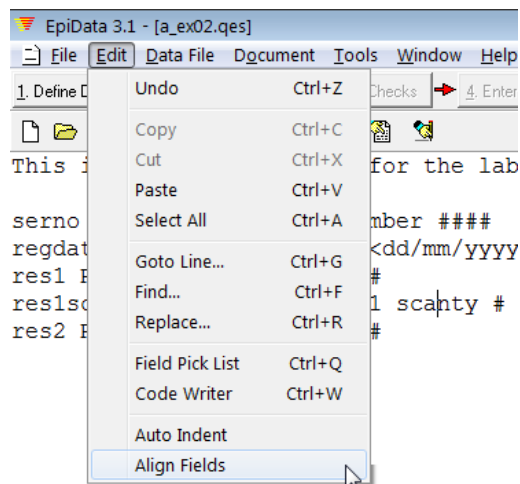 EpiData 3.1 - [a_ex02.qes]
File Edit Data File Document Tools Window Help
1. Define Checks 4. Enter
Undo Ctrl+Z
Copy Ctrl+C
Cut Ctrl+X
Paste Ctrl+V
Select All Ctrl+A
Goto Line... Ctrl+G
Find... Ctrl+F
Replace... Ctrl+R
Field Pick List Ctrl+Q
Code Writer Ctrl+W
Auto Indent
Align Fields
This for the lab
serno ####
<dd/mm/yyyy
res1 #
1 scanty #
res2 #